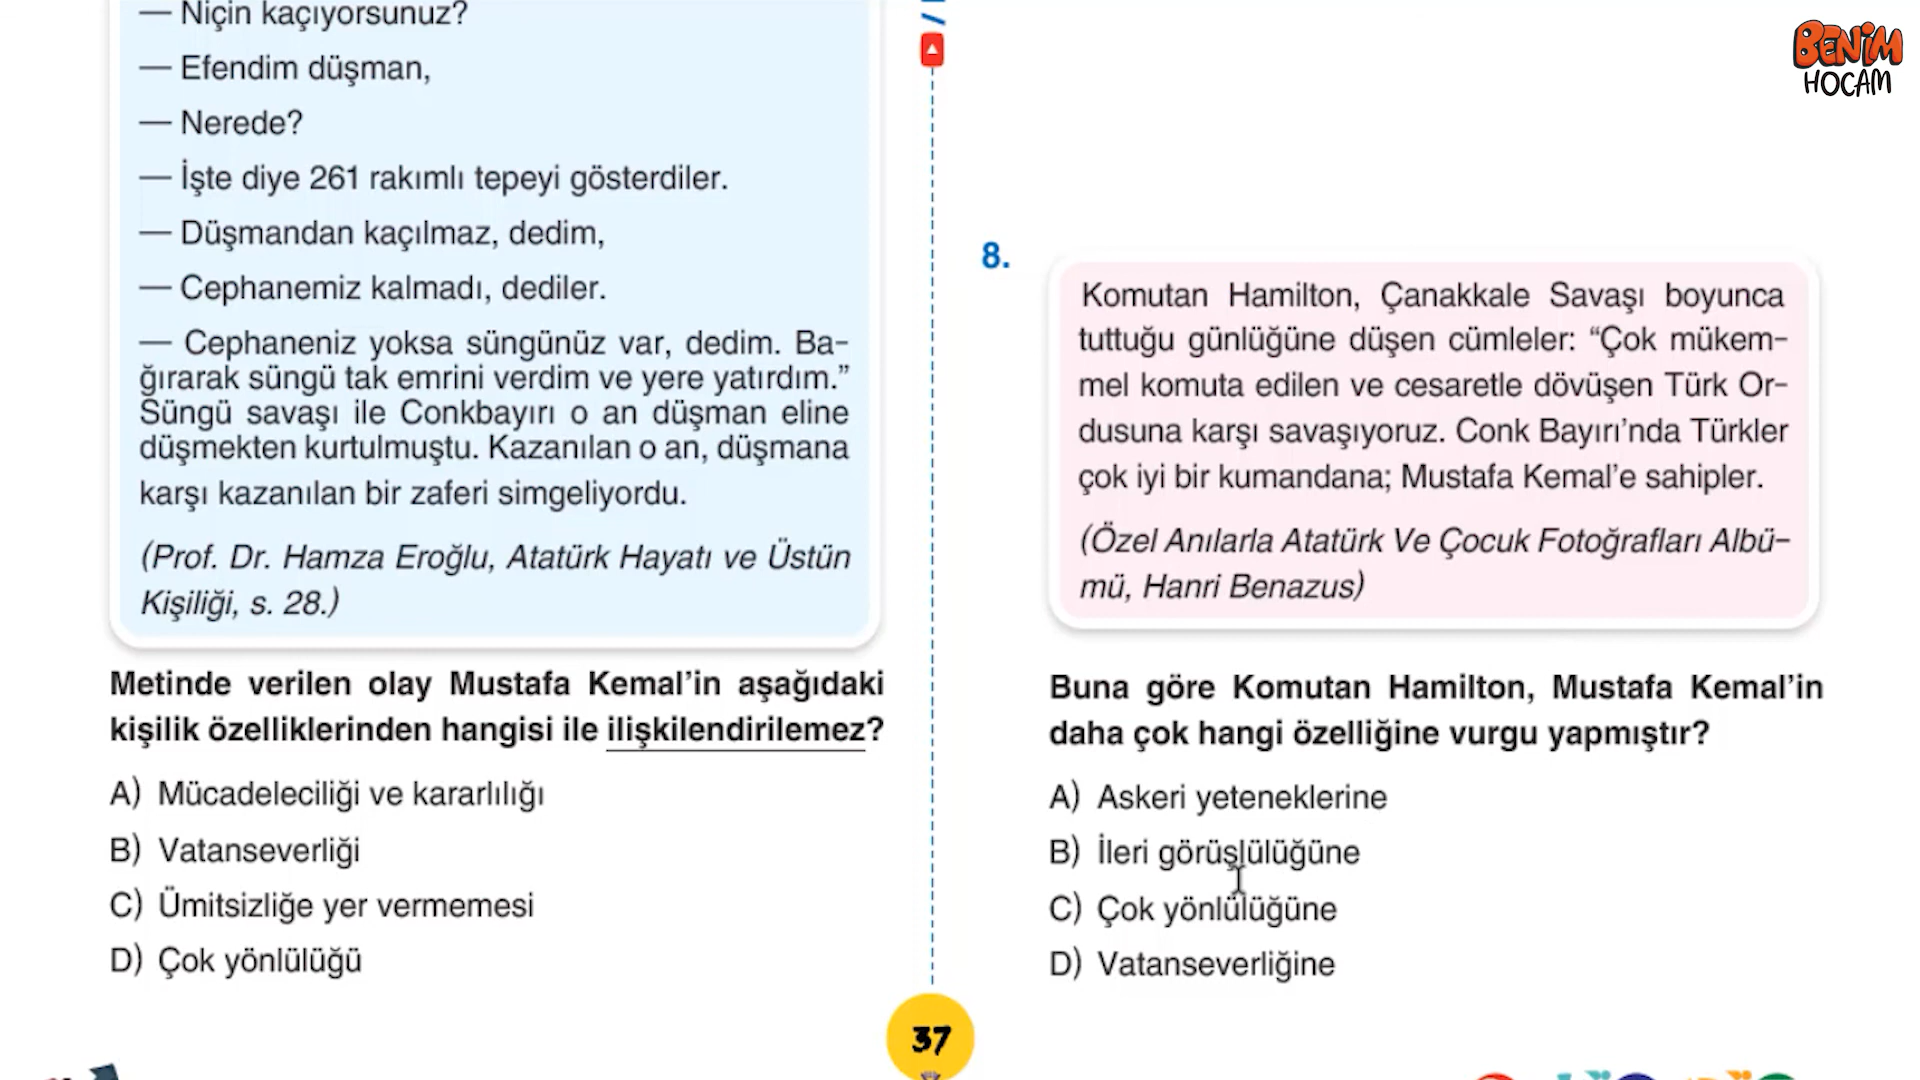 — Niçin kaçıyorsunuz?
— Efendim düşman,
— Nerede?
— İşte diye 261 rakımlı tepeyi gösterdiler.
— Düşmandan kaçılmaz, dedim,
— Cephanemiz kalmadı, dediler.
— Cephaneniz yoksa süngünüz var, dedim. Ba-
ğırarak süngü tak emrini verdim ve yere yatırdım.”
Süngü savaşı ile Conkbayırı o an düşman eline
düşmekten kurtulmuştu. Kazanılan o an, düşmana
karşı kazanılan bir zaferi simgeliyordu.
(Prof. Dr. Hamza Eroğlu, Atatürk Hayatı ve Üstün
Kişiliği, s. 28.)
Metinde verilen olay Mustafa Kemal’in aşağıdaki
kişilik özelliklerinden hangisi ile ilişkilendirilemez?
A) Mücadeleciliği ve kararlılığı
B) Vatanseverliği
C) Ümitsizliğe yer vermemesi
D) Çok yönlülüğü
BENİM
HOCAM
8.
Komutan Hamilton, Çanakkale Savaşı boyunca
tuttuğu günlüğüne düşen cümleler: “Çok mükem-
mel komuta edilen ve cesaretle dövüşen Türk Or-
dusuna karşı savaşıyoruz. Conk Bayırı’nda Türkler
çok iyi bir kumandana; Mustafa Kemal’e sahipler.
(Özel Anılarla Atatürk Ve Çocuk Fotoğrafları Albü-
mü, Hanri Benazus)
Buna göre Komutan Hamilton, Mustafa Kemal’in
daha çok hangi özelliğine vurgu yapmıştır?
A) Askeri yeteneklerine
B) İleri görüşlülüğüne
C) Çok yönlülüğüne
D) Vatanseverliğine
37